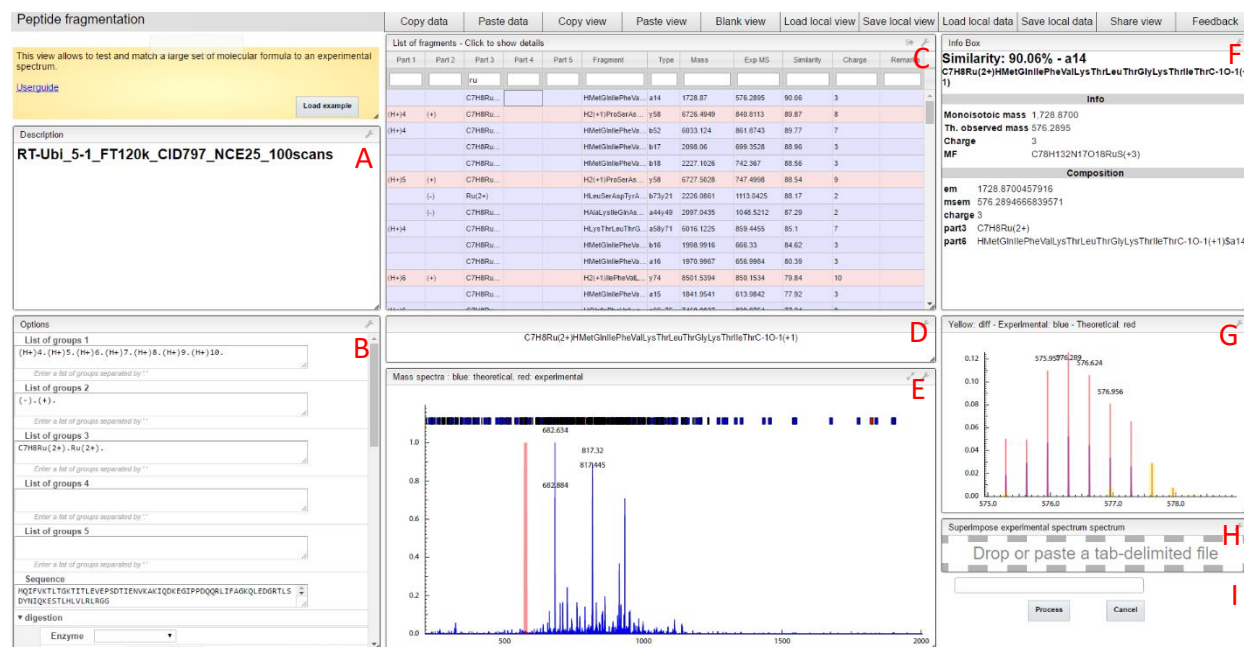 Peptide fragmentation
Copy data
Paste data
Copy view
Paste view
Blank view
Load local view
Save local view
Load local data
Save local data
Share view
Feedback
This view allows to test and match a large set of molecular formula to an experimental
spectrum.
Userguide
Load example
Description
A
RT-Ubi_5-1_FT120k_CID797_NCE25_100scans
Options
B
List of groups 1
(H+)4.(H+)5.(H+)6.(H+)7.(H+)8.(H+)9.(H+)10.
Enter a list of groups separated by '.'
List of groups 2
(-).(+).
Enter a list of groups separated by '.'
List of groups 3
C7H8Ru(2+).Ru(2+).
Enter a list of groups separated by '.'
List of groups 4
Enter a list of groups separated by '.'
List of groups 5
Enter a list of groups separated by '.'
Sequence
MQIFVKTLTGKTITLEVEPSDTIENVKAKIQDKEGIPPDQQRLIFAGKQLEDGRTLS
DYNIQKESTLHLVLRLRGG
▾ digestion
Enzyme
List of fragments - Click to show details
C
Part 1 Part 2 Part 3 Part 4 Part 5 Fragment Type Mass Exp MS Similarity Charge Remarks
ru
C7H8Ru... HMetGlnIlePheVa... a14 1728.87 576.2895 90.06 3
(H+)4 (+) C7H8Ru... H2(+1)ProSerAs... y58 6726.4949 840.8113 89.87 8
(H+)4 C7H8Ru... HMetGlnIlePheVa... b52 6033.124 861.8743 89.77 7
C7H8Ru... HMetGlnIlePheVa... b17 2098.06 699.3528 88.96 3
C7H8Ru... HMetGlnIlePheVa... b18 2227.1026 742.367 88.56 3
(H+)5 (+) C7H8Ru... H2(+1)ProSerAs... y58 6727.5028 747.4998 88.54 9
(-) Ru(2+) HLeuSerAspTyrA... b73y21 2226.0861 1113.0425 88.17 2
(-) C7H8Ru... HAlaLysIleGlnAs... a44y49 2097.0435 1048.5212 87.29 2
(H+)4 C7H8Ru... HLysThrLeuThrG... a58y71 6016.1225 859.4455 85.1 7
C7H8Ru... HMetGlnIlePheVa... b16 1998.9916 666.33 84.62 3
C7H8Ru... HMetGlnIlePheVa... a16 1970.9967 656.9984 80.39 3
(H+)6 (+) C7H8Ru... H2(+1)IlePheValL... y74 8501.5394 850.1534 79.84 10
C7H8Ru... HMetGlnIlePheVa... a15 1841.9541 613.9842 77.92 3
D
C7H8Ru(2+)HMetGlnIlePheValLysThrLeuThrGlyLysThrIleThrC-1O-1(+1)
Mass spectra : blue: theoretical, red: experimental
E
682.634
817.32
817.445
682.884
1.0
0.8
0.6
0.4
0.2
0.0
500
1000
1500
2000
Info Box
F
Similarity: 90.06% - a14
C7H8Ru(2+)HMetGlnIlePheValLysThrLeuThrGlyLysThrIleThrC-1O-1(+
1)
Info
Monoisotoic mass 1,728.8700
Th. observed mass 576.2895
Charge 3
MF C78H132N17O18RuS(+3)
Composition
em 1728.8700457916
msem 576.2894666839571
charge 3
part3 C7H8Ru(2+)
part6 HMetGlnIlePheValLysThrLeuThrGlyLysThrIleThrC-1O-1(+1)$a14
Yellow: diff - Experimental: blue - Theoretical: red
G
575.957
576.289
576.624
576.956
0.12
0.10
0.08
0.06
0.04
0.02
0.00
575.0
576.0
577.0
578.0
Superimpose experimental spectrum spectrum
H
Drop or paste a tab-delimited file
I
Process
Cancel